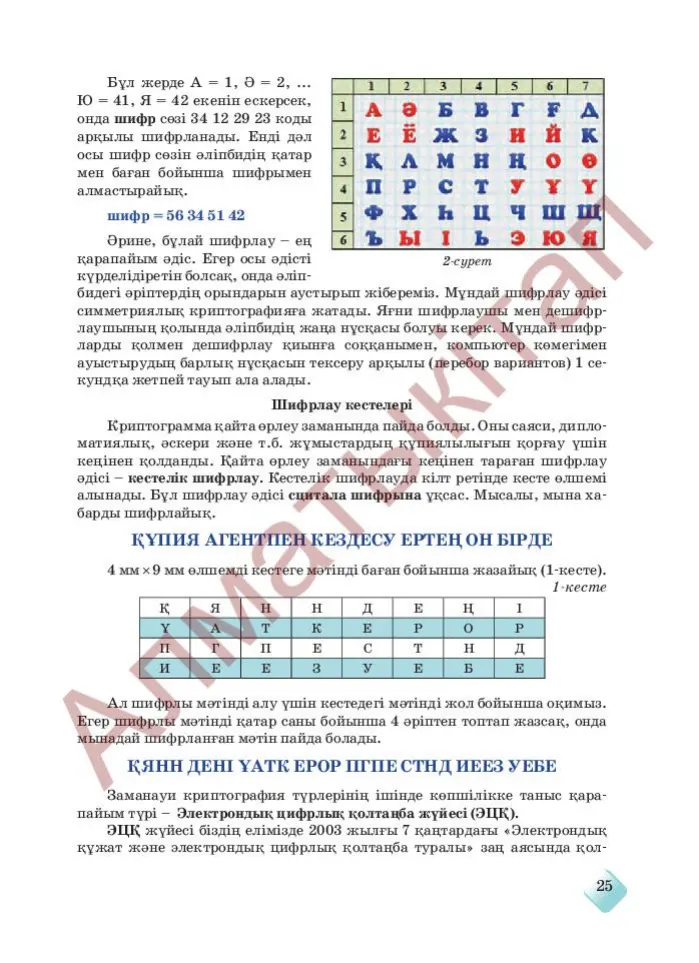 Бұл жерде А = 1, Ә = 2, ...
Ю = 41, Я = 42 екенін ескерсек,
онда шифр сөзі 34 12 29 23 коды
арқылы шифрланады. Енді дәл
осы шифр сөзін әліпбидің қатар
мен баған бойынша шифрымен
алмастырайық.
шифр = 56 34 51 42
Әрине, бұлай шифрлау – ең
қарапайым әдіс. Егер осы әдісті
күрделідіретін болсақ, онда әліп-
1 2 3 4 5 6 7
1 А Ә Б В Г Ғ Д
2 Е Ё Ж З И Й К
3 Қ Л М Н Ң О Ө
4 П Р С Т У Ұ Ү
5 Ф Х Һ Ц Ч Ш Щ
6 Ъ Ы І Ь Э Ю Я
2-сурет
бидегі әріптердің орындарын ауыстырып жібереміз. Мұндай шифрлау әдісі
симметриялық криптографияға жатады. Яғни шифрлаушы мен дешифр-
лаушының қолында әліпбидің жаңа нұсқасы болуы керек. Мұндай шифр-
ларды қолмен дешифрлау қиынға соққанымен, компьютер көмегімен
ауыстырудың барлық нұсқасын тексеру арқылы (перебор вариантов) 1 се-
кундқа жетпей тауып ала алады.
Шифрлау кестелері
Криптограмма қайта өрлеу заманында пайда болды. Оны саяси, дипло-
матиялық, әскери және т.б. жұмыстардың құпиялылығын қорғау үшін
кеңінен қолданды. Қайта өрлеу заманындағы кеңінен тараған шифрлау
әдісі – кестелік шифрлау. Кестелік шифрлауда кілт ретінде кесте өлшемі
алынады. Бұл шифрлау әдісі сцитала шифрына ұқсас. Мысалы, мына ха-
барды шифрлайық.
ҚҰПИЯ АГЕНТПЕН КЕЗДЕСУ ЕРТЕҢ ОН БІРДЕ
4 мм × 9 мм өлшемді кестеге мәтінді баған бойынша жазайық (1-кесте).
1-кесте
Қ Я Н Н Д Е Ң І
Ұ А Т К Е Р О Р
П Г П Е С Т Н Д
И Е Е З У Е Б Е
Ал шифрлы мәтінді алу үшін кестедегі мәтінді жол бойынша оқимыз.
Егер шифрлы мәтінді қатар саны бойынша 4 әріптен топтап жазсақ, онда
мынадай шифрланған мәтін пайда болады.
ҚЯНН ДЕНІ ҰАТК ЕРОР ПГПЕ СТНД ИЕЕЗ УЕБЕ
Заманауи криптография түрлерінің ішінде көпшілікке таныс қара-
пайым түрі – Электрондық цифрлық қолтаңба жүйесі (ЭЦҚ).
ЭЦҚ жүйесі біздің елімізде 2003 жылғы 7 қаңтардағы «Электрондық
құжат және электрондық цифрлық қолтаңба туралы» заң аясында қол-
25
Алматыкітап